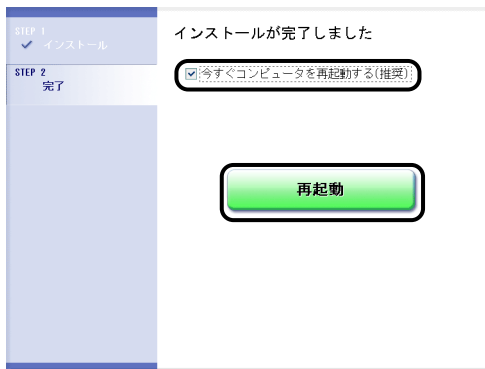 STEP 1
インストール
STEP 2
完了
インストールが完了しました
今すぐコンピュータを再起動する(推奨)
再起動